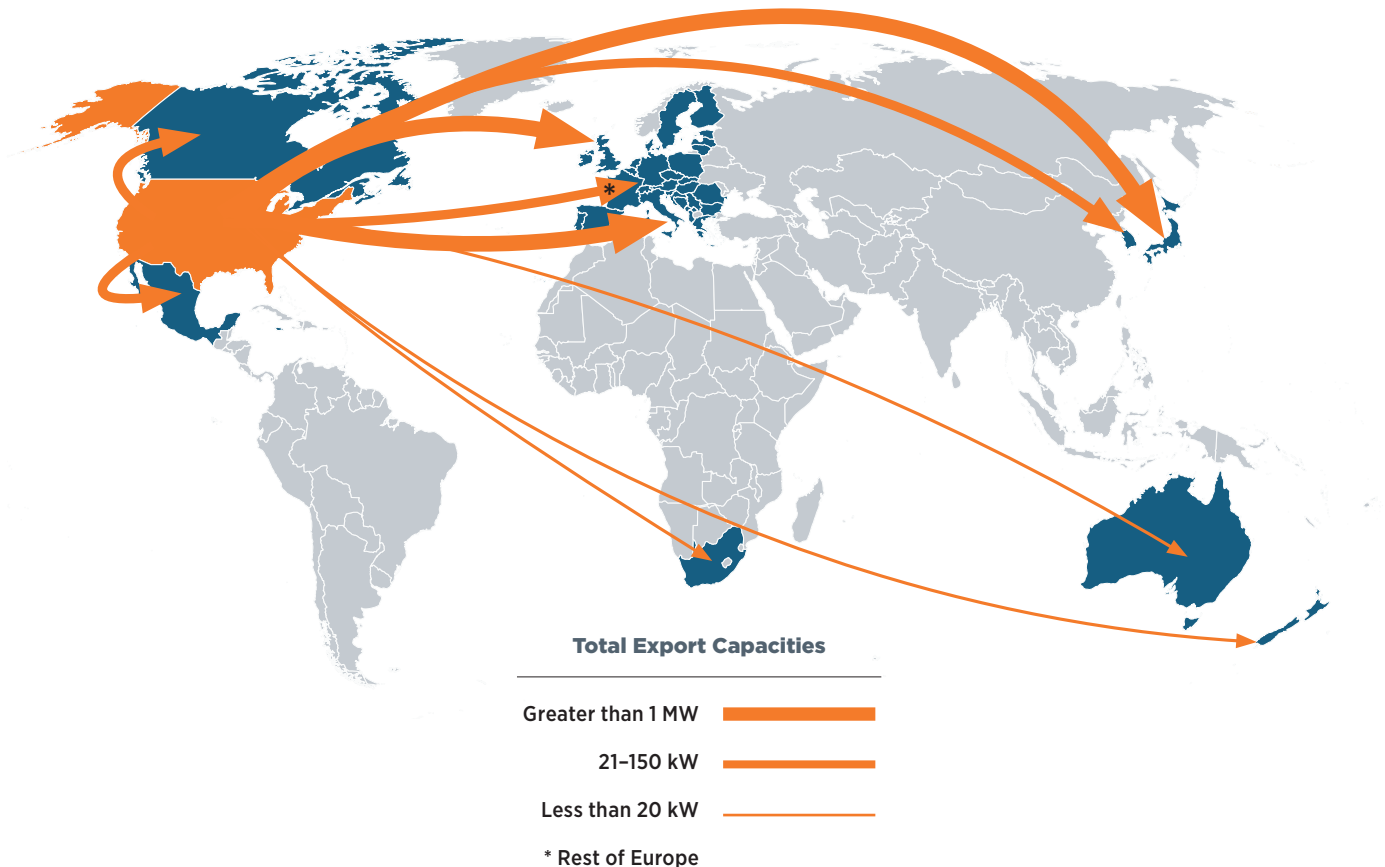 *
Total Export Capacities
Greater than 1 MW
21–150 kW
Less than 20 kW
* Rest of Europe